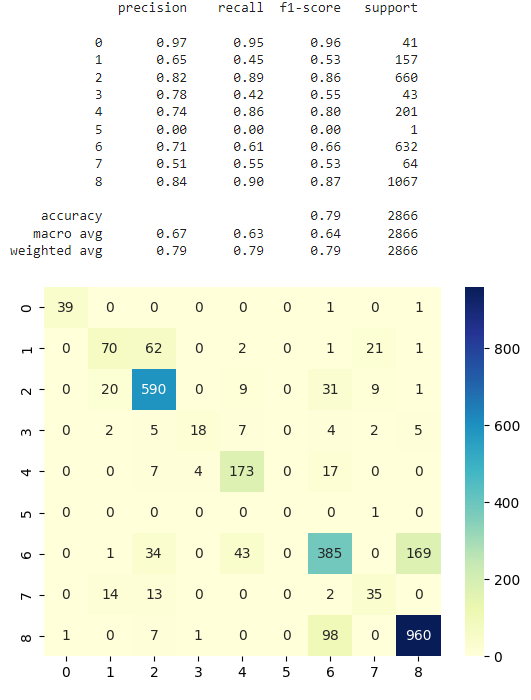 precision recall f1-score support
0 0.97 0.95 0.96 41
1 0.65 0.45 0.53 157
2 0.82 0.89 0.86 660
3 0.78 0.42 0.55 43
4 0.74 0.86 0.80 201
5 0.00 0.00 0.00 1
6 0.71 0.61 0.66 632
7 0.51 0.55 0.53 64
8 0.84 0.90 0.87 1067
accuracy 0.79 2866
macro avg 0.67 0.63 0.64 2866
weighted avg 0.79 0.79 0.79 2866
0 39 0 0 0 0 0 1 0 1
1 0 70 62 0 2 0 1 21 1
2 0 20 590 0 9 0 31 9 1
3 0 2 5 18 7 0 4 2 5
4 0 0 7 4 173 0 17 0 0
5 0 0 0 0 0 0 0 1 0
6 0 1 34 0 43 0 385 0 169
7 0 14 13 0 0 0 2 35 0
8 1 0 7 1 0 0 98 0 960
0 1 2 3 4 5 6 7 8
800
600
400
200
0